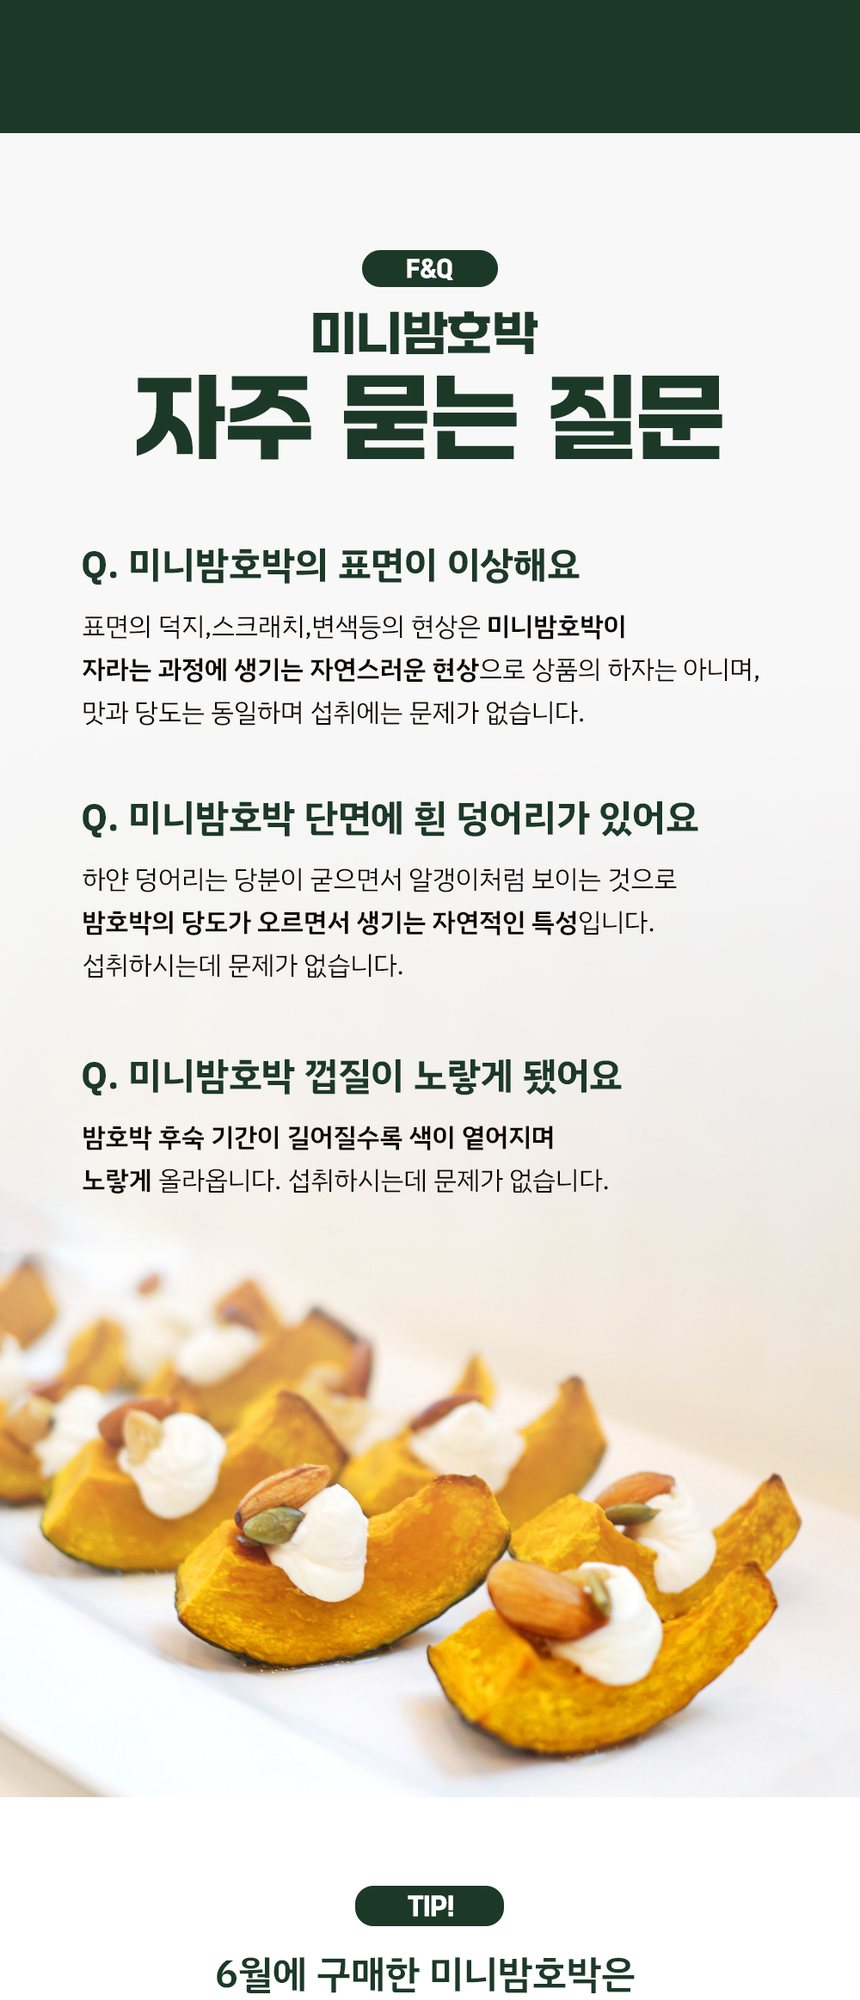 F&Q
미니밤호박
자주 묻는 질문
Q. 미니밤호박의 표면이 이상해요
표면의 덕지,스크래치,변색등의 현상은 미니밤호박이
자라는 과정에 생기는 자연스러운 현상으로 상품의 하자는 아니며,
맛과 당도는 동일하며 섭취에는 문제가 없습니다.
Q. 미니밤호박 단면에 흰 덩어리가 있어요
하얀 덩어리는 당분이 굳으면서 알갱이처럼 보이는 것으로
밤호박의 당도가 오르면서 생기는 자연적인 특성입니다.
섭취하시는데 문제가 없습니다.
Q. 미니밤호박 껍질이 노랗게 됐어요
밤호박 후숙 기간이 길어질수록 색이 옅어지며
노랗게 올라옵니다. 섭취하시는데 문제가 없습니다.
TIP!
6월에 구매한 미니밤호박은